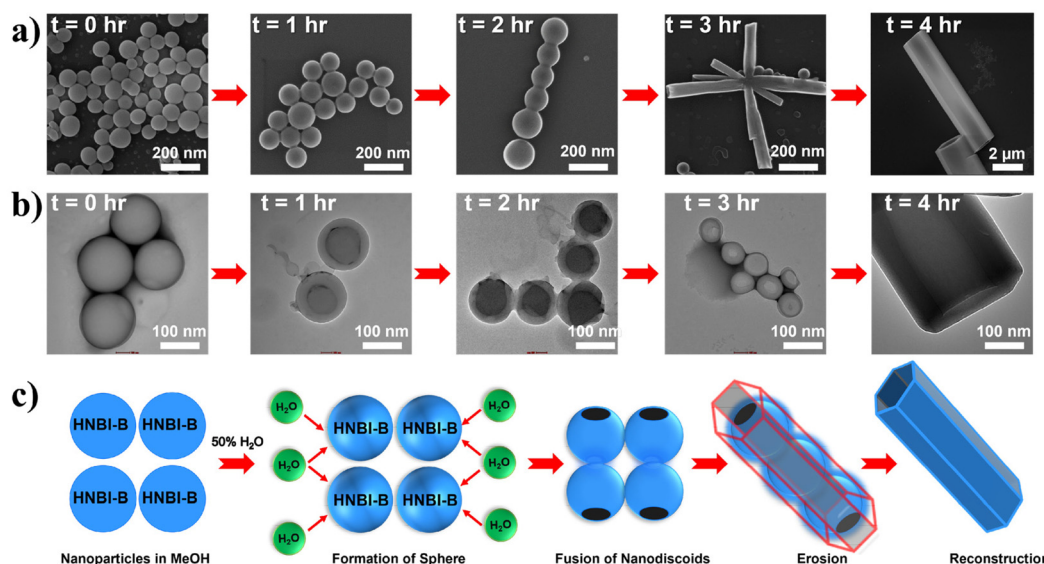 a)
t = 0 hr
t = 1 hr
t = 2 hr
t = 3 hr
t = 4 hr
200 nm
200 nm
200 nm
200 nm
2 µm
b)
t = 0 hr
t = 1 hr
t = 2 hr
t = 3 hr
t = 4 hr
100 nm
100 nm
100 nm
100 nm
100 nm
c)
HNBI-B HNBI-B
HNBI-B HNBI-B
50% H₂O
H₂O H₂O
HNBI-B HNBI-B
H₂O H₂O
HNBI-B HNBI-B
H₂O H₂O
Nanoparticles in MeOH
Formation of Sphere
Fusion of Nanodiscoids
Erosion
Reconstruction